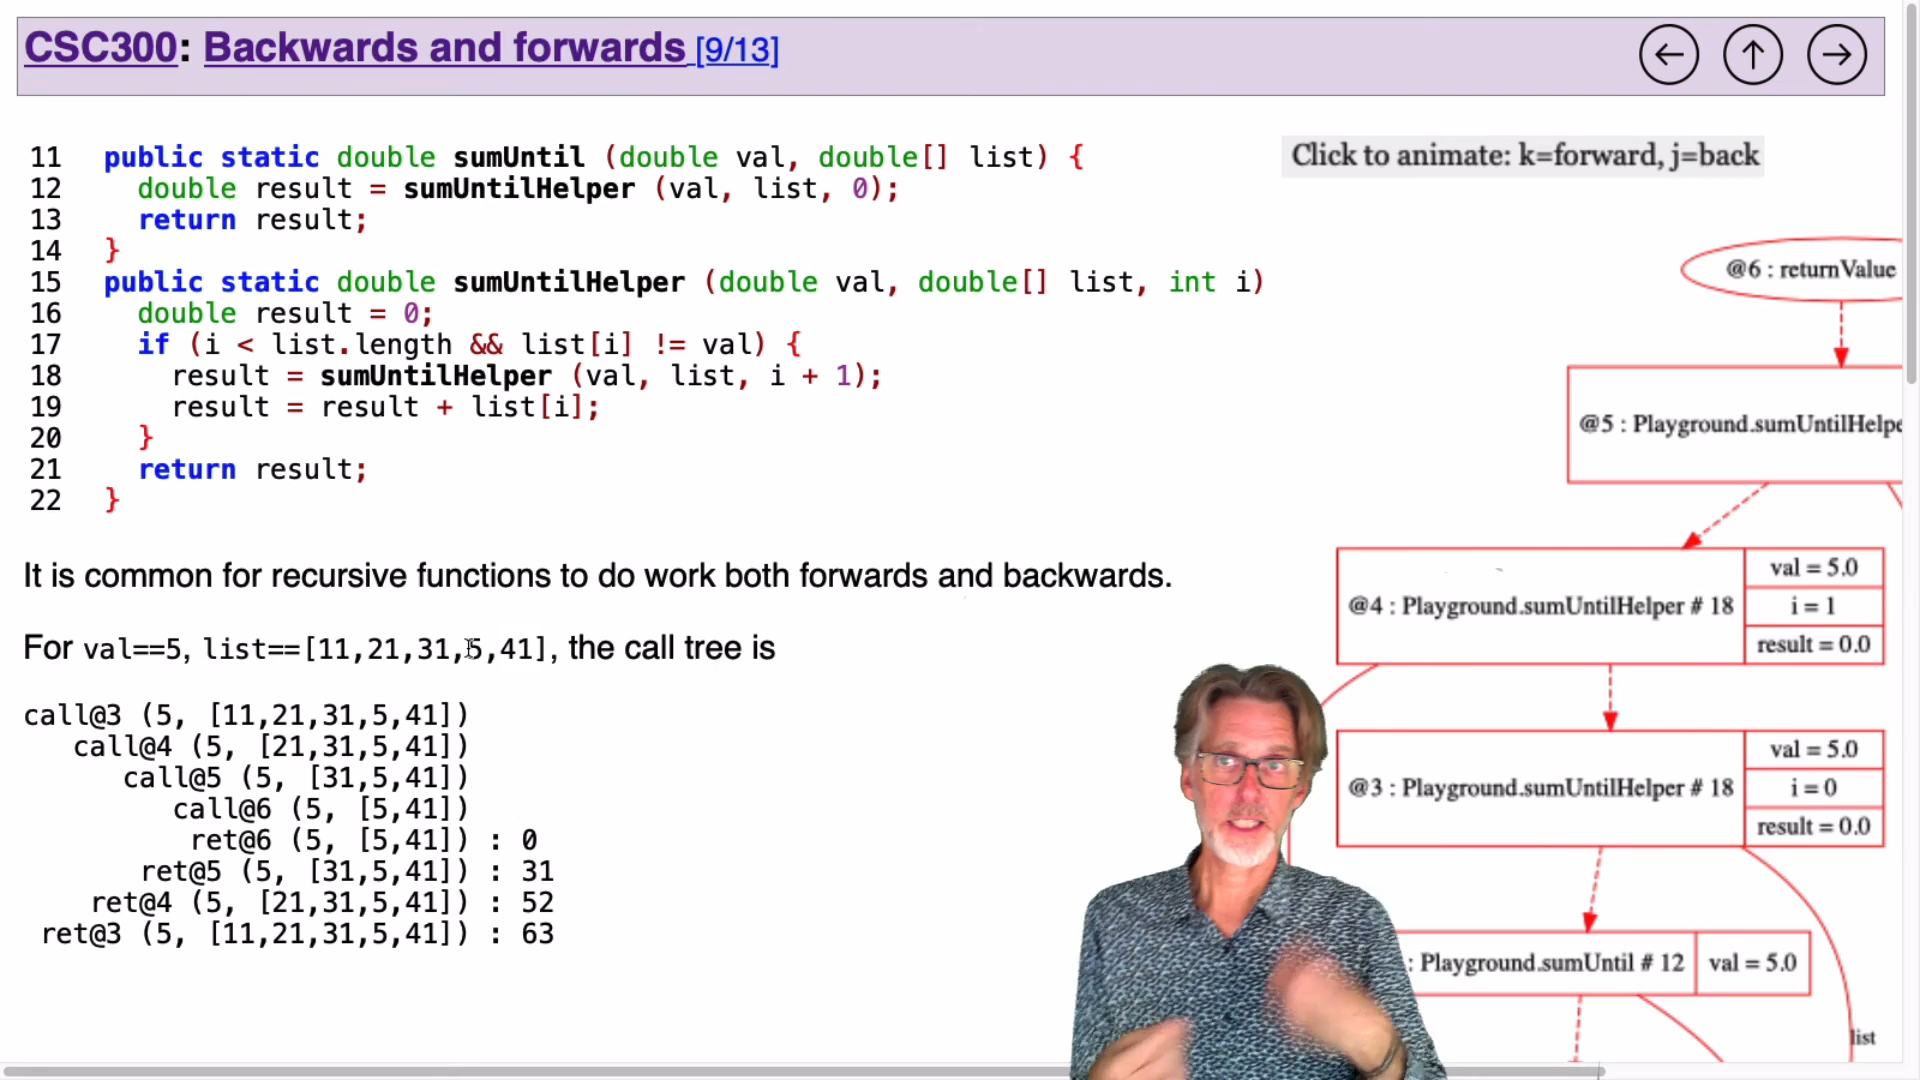 CSC300: Backwards and forwards [9/13]
11 public static double sumUntil (double val, double[] list) {
12 double result = sumUntilHelper (val, list, 0);
13 return result;
14 }
15 public static double sumUntilHelper (double val, double[] list, int i)
16 double result = 0;
17 if (i < list.length && list[i] != val) {
18 result = sumUntilHelper (val, list, i + 1);
19 result = result + list[i];
20 }
21 return result;
22 }
It is common for recursive functions to do work both forwards and backwards.
For val==5, list==[11,21,31,5,41], the call tree is
call@3 (5, [11,21,31,5,41])
call@4 (5, [21,31,5,41])
call@5 (5, [31,5,41])
call@6 (5, [5,41])
ret@6 (5, [5,41]) : 0
ret@5 (5, [31,5,41]) : 31
ret@4 (5, [21,31,5,41]) : 52
ret@3 (5, [11,21,31,5,41]) : 63
Click to animate: k=forward, j=back
@6 : returnValue
@5 : Playground.sumUntilHelpe
@4 : Playground.sumUntilHelper # 18
val = 5.0
i = 1
result = 0.0
@3 : Playground.sumUntilHelper # 18
val = 5.0
i = 0
result = 0.0
: Playground.sumUntil # 12
val = 5.0
list